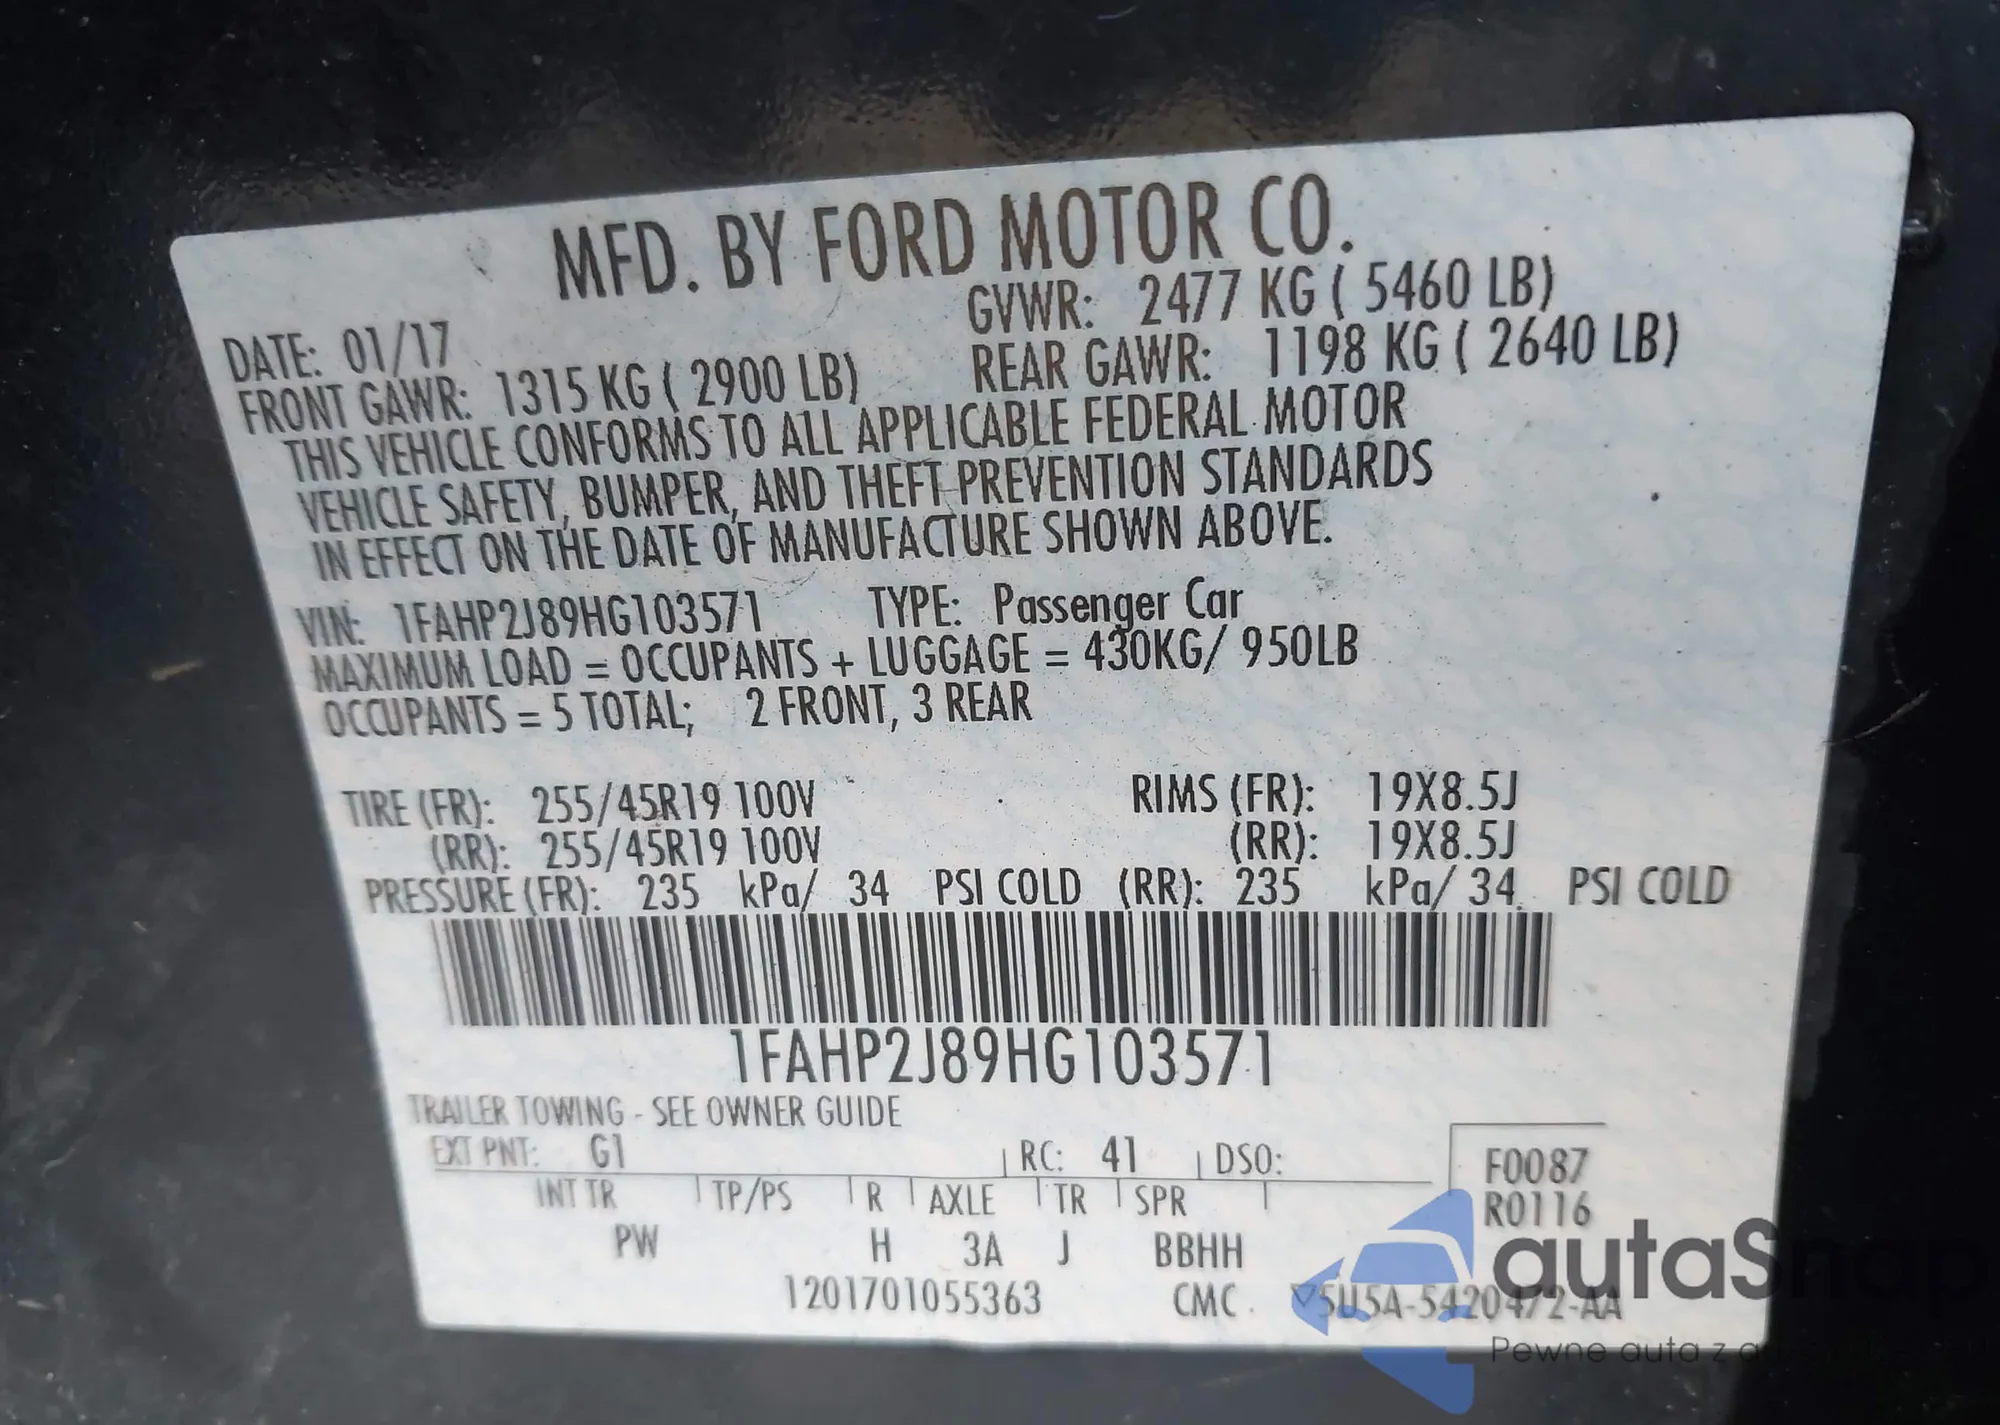 MFD. BY FORD MOTOR CO.
DATE: 01/17 GVWR: 2477 KG ( 5460 LB)
FRONT GAWR: 1315 KG ( 2900 LB) REAR GAWR: 1198 KG ( 2640 LB)
THIS VEHICLE CONFORMS TO ALL APPLICABLE FEDERAL MOTOR
VEHICLE SAFETY, BUMPER, AND THEFT PREVENTION STANDARDS
IN EFFECT ON THE DATE OF MANUFACTURE SHOWN ABOVE.
VIN: 1FAHP2J89HG103571 TYPE: Passenger Car
MAXIMUM LOAD = OCCUPANTS + LUGGAGE = 430KG/ 950LB
OCCUPANTS = 5 TOTAL; 2 FRONT, 3 REAR
TIRE (FR): 255/45R19 100V RIMS (FR): 19X8.5J
(RR): 255/45R19 100V (RR): 19X8.5J
PRESSURE (FR): 235 kPa/ 34 PSI COLD (RR): 235 kPa/ 34 PSI COLD
1FAHP2J89HG103571
TRAILER TOWING - SEE OWNER GUIDE
EXT PNT: G1 RC: 41 DSO: F0087
INT TR TP/PS R AXLE TR SPR R0116
PW H 3A J BBHH
1201701055363 CMC 5U5A-5420472-AA
autaSnop
Pewne auta z